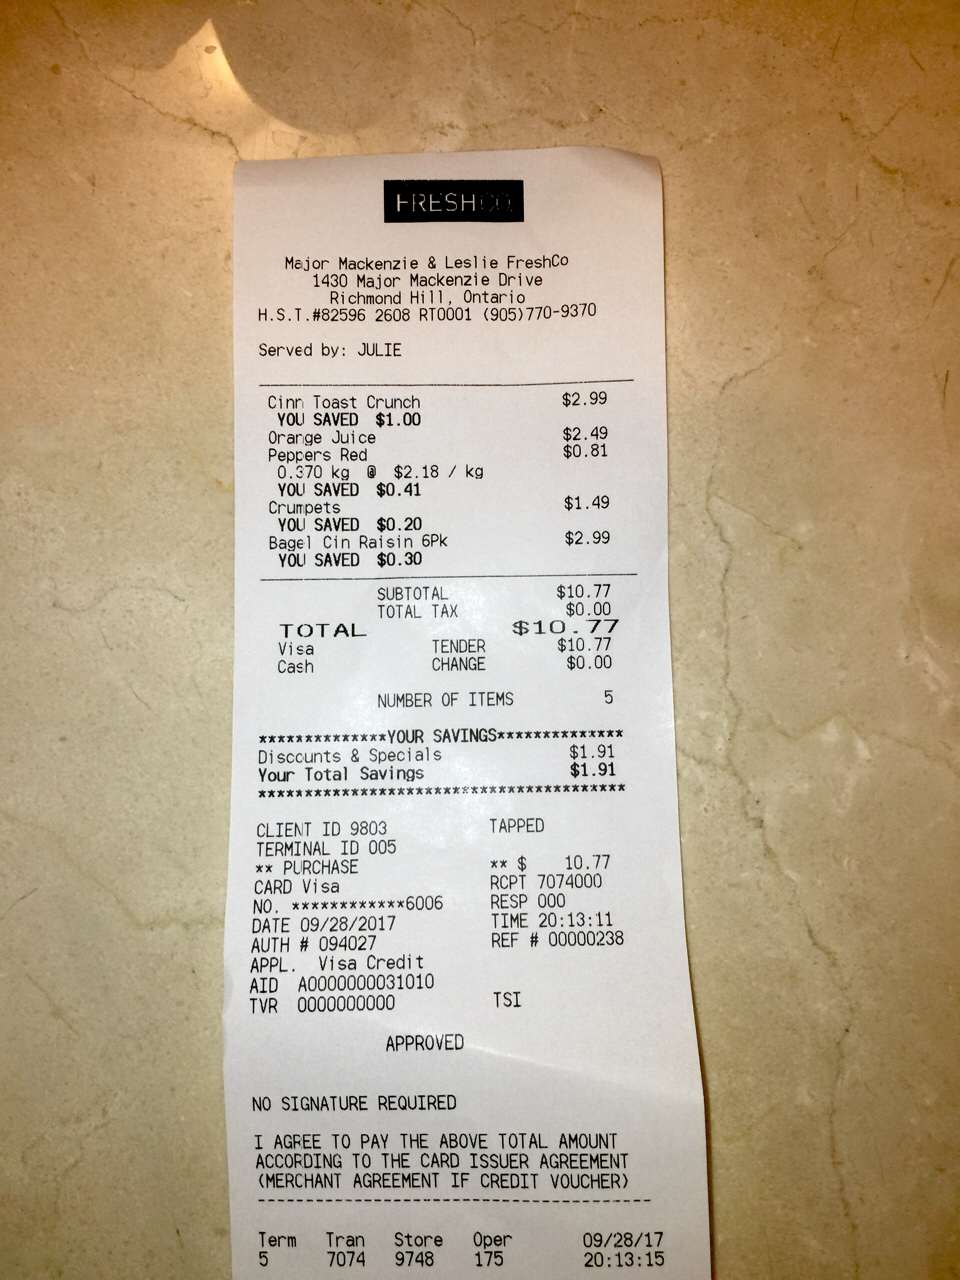 FRESHCO
Major Mackenzie & Leslie FreshCo
1430 Major Mackenzie Drive
Richmond Hill, Ontario
H.S.T.#82596 2608 RT0001 (905)770-9370
Served by: JULIE
Cinn Toast Crunch $2.99
YOU SAVED $1.00
Orange Juice $2.49
Peppers Red $0.81
0.370 kg @ $2.18 / kg
YOU SAVED $0.41
Crumpets $1.49
YOU SAVED $0.20
Bagel Cin Raisin 6Pk $2.99
YOU SAVED $0.30
SUBTOTAL $10.77
TOTAL TAX $0.00
TOTAL $10.77
Visa TENDER $10.77
Cash CHANGE $0.00
NUMBER OF ITEMS 5
**************YOUR SAVINGS**************
Discounts & Specials $1.91
Your Total Savings $1.91
****************************************
CLIENT ID 9803 TAPPED
TERMINAL ID 005
** PURCHASE ** $ 10.77
CARD Visa RCPT 7074000
NO. ************6006 RESP 000
DATE 09/28/2017 TIME 20:13:11
AUTH # 094027 REF # 00000238
APPL. Visa Credit
AID A0000000031010
TVR 0000000000 TSI
APPROVED
NO SIGNATURE REQUIRED
I AGREE TO PAY THE ABOVE TOTAL AMOUNT
ACCORDING TO THE CARD ISSUER AGREEMENT
(MERCHANT AGREEMENT IF CREDIT VOUCHER)
--------------------------------------------
Term Tran Store Oper 09/28/17
5 7074 9748 175 20:13:15